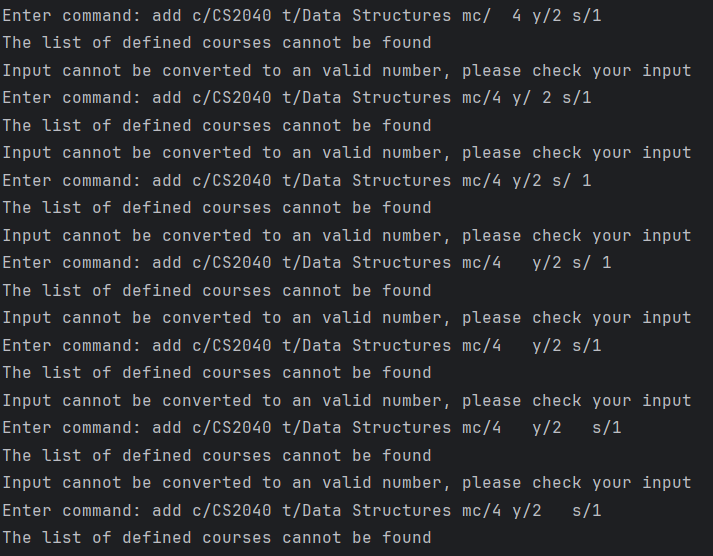 Enter command: add c/CS2040 t/Data Structures mc/  4 y/2 s/1
The list of defined courses cannot be found
Input cannot be converted to an valid number, please check your input
Enter command: add c/CS2040 t/Data Structures mc/4 y/ 2 s/1
The list of defined courses cannot be found
Input cannot be converted to an valid number, please check your input
Enter command: add c/CS2040 t/Data Structures mc/4 y/2 s/ 1
The list of defined courses cannot be found
Input cannot be converted to an valid number, please check your input
Enter command: add c/CS2040 t/Data Structures mc/4   y/2 s/ 1
The list of defined courses cannot be found
Input cannot be converted to an valid number, please check your input
Enter command: add c/CS2040 t/Data Structures mc/4   y/2 s/1
The list of defined courses cannot be found
Input cannot be converted to an valid number, please check your input
Enter command: add c/CS2040 t/Data Structures mc/4   y/2   s/1
The list of defined courses cannot be found
Input cannot be converted to an valid number, please check your input
Enter command: add c/CS2040 t/Data Structures mc/4 y/2   s/1
The list of defined courses cannot be found